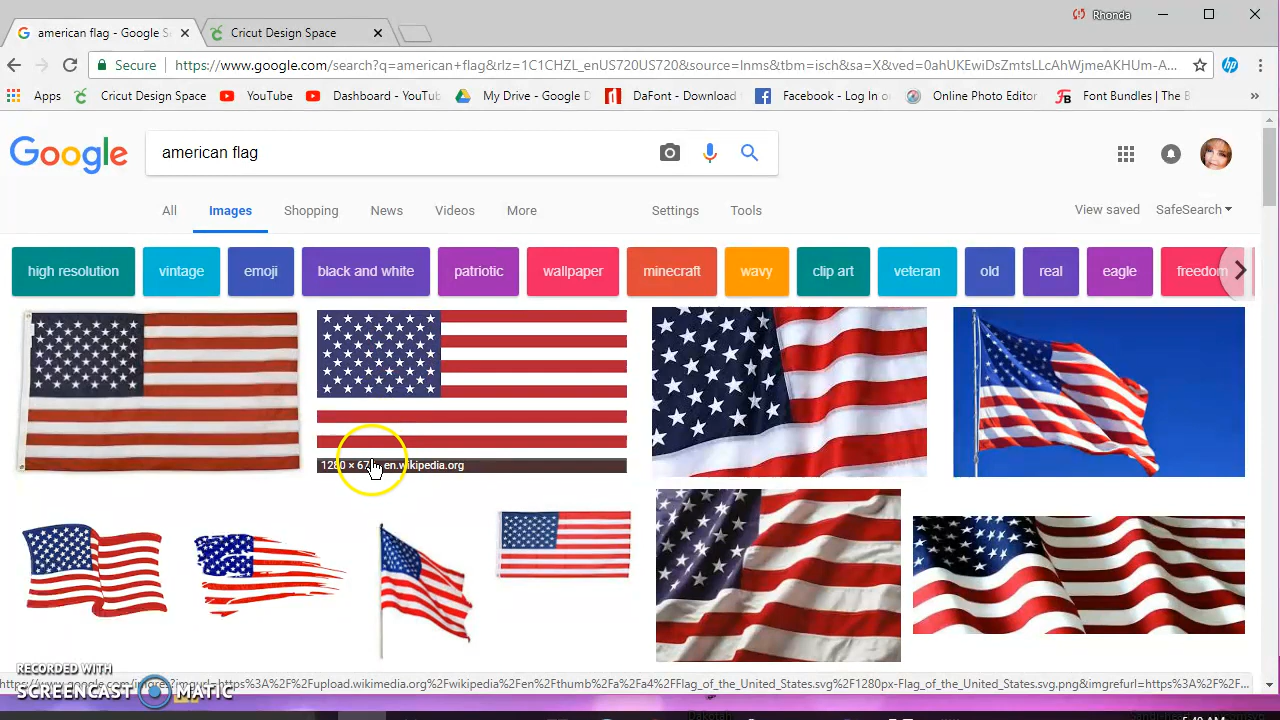 american flag - Google S
Cricut Design Space
Rhonda
Secure
https://www.google.com/search?q=american+flag&rlz=1C1CHZL_enUS720US720&source=lnms&tbm=isch&sa=X&ved=0ahUKEwiDsZmtsLLcAhWjmeAKHUm-A...
Apps
Cricut Design Space
YouTube
Dashboard - YouTu
My Drive - Google D
DaFont - Download
Facebook - Log In o
Online Photo Editor
Font Bundles | The B
»
Google
american flag
All
Images
Shopping
News
Videos
More
Settings
Tools
View saved
SafeSearch
high resolution
vintage
emoji
black and white
patriotic
wallpaper
minecraft
wavy
clip art
veteran
old
real
eagle
freedom
en.wikipedia.org
RECORDED WITH
SCREENCAST MATIC